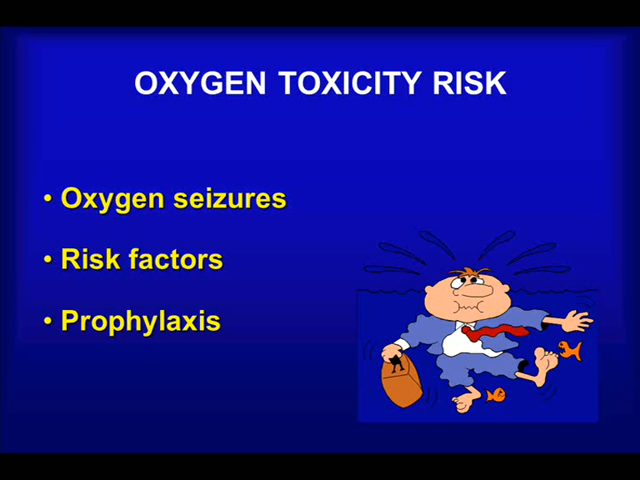 OXYGEN TOXICITY RISK
• Oxygen seizures
• Risk factors
• Prophylaxis